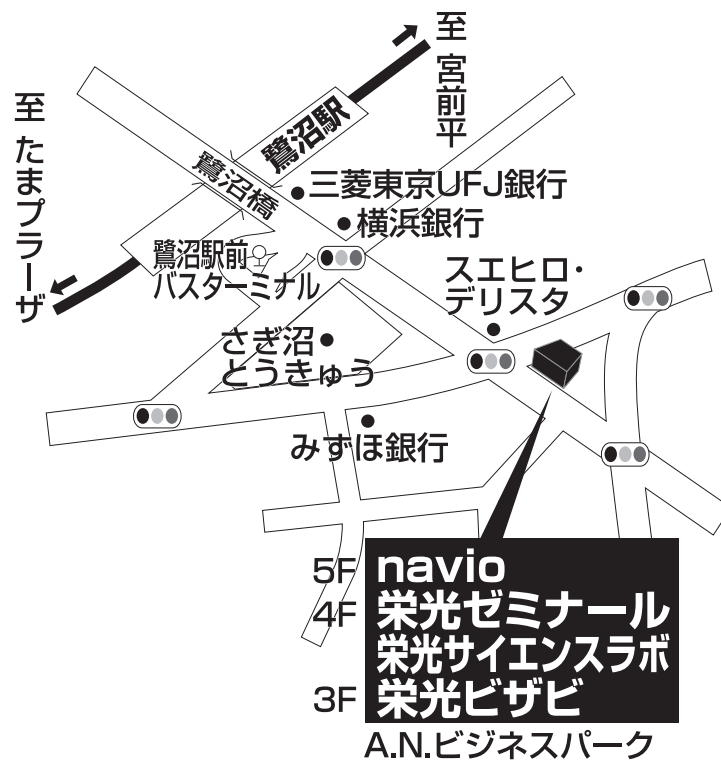 至 宮前平
至 たまプラーザ
鷺沼駅
鷺沼橋
三菱東京UFJ銀行
横浜銀行
鷺沼駅前
バスターミナル
スエヒロ・
デリスタ
さぎ沼
とうきゅう
みずほ銀行
5F navio
4F 栄光ゼミナール
栄光サイエンスラボ
3F 栄光ビザビ
A.N.ビジネスパーク